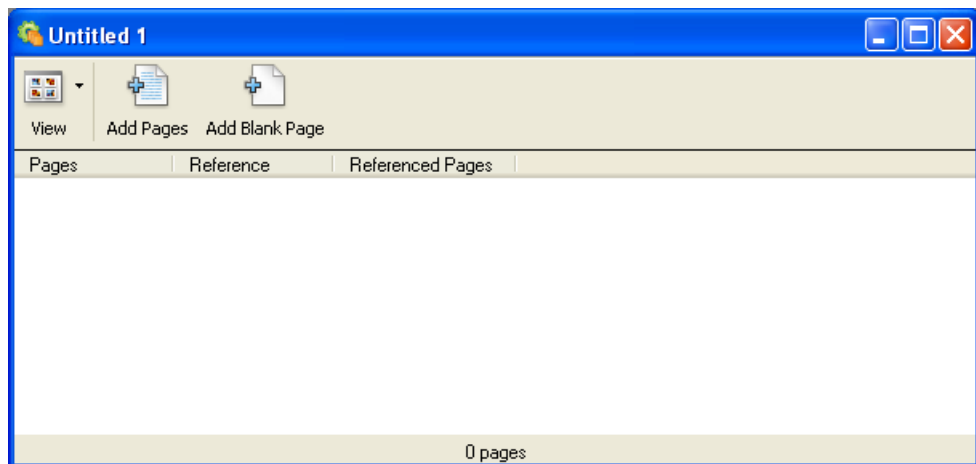 Untitled 1
View Add Pages Add Blank Page
Pages Reference Referenced Pages
0 pages